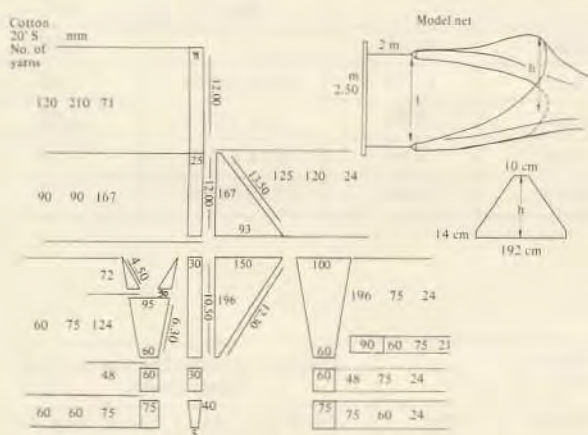 Cotton
20' S mm
No. of
yarns
Model net
2 m
m
2.50
h
l
120 210 71
12.00
25
90 90 167
12.00
167
13.50
125 120 24
93
10 cm
h
14 cm
192 cm
72
4.50
30
150
100
95
10.50
196
196 75 24
60 75 124
6.30
90 60 75 21
60
60
48
60
30
60
48 75 24
60 60 75
75
40
75
75 60 24